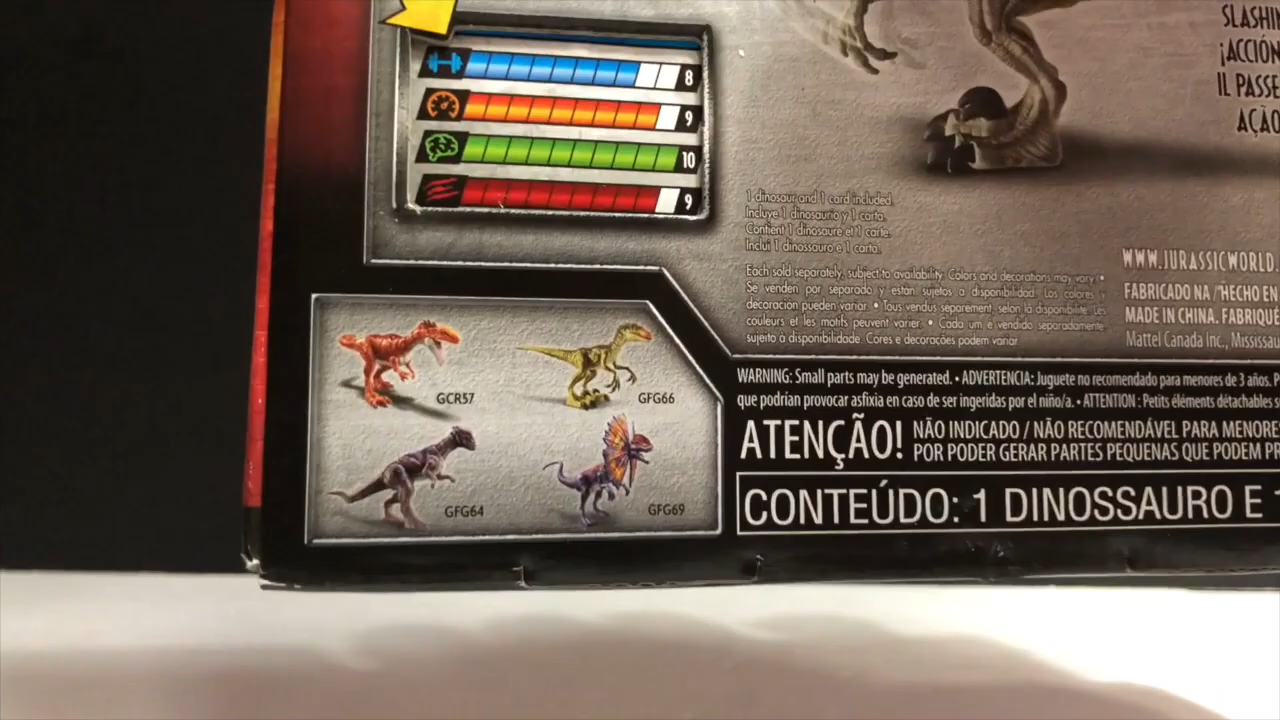 8
9
10
9
SLASHIN
¡ACCIÓN
IL PASSE
AÇÃO
1 dinosaur and 1 card included.
Incluye 1 dinosaurio y 1 carta.
Contient 1 dinosaure et 1 carte.
Inclui 1 dinossauro e 1 carta.
Each sold separately, subject to availability. Colors and decorations may vary •
Se venden por separado y están sujetos a disponibilidad. Los colores y
decoración pueden variar. • Tous vendus séparément, selon la disponibilité. Les
couleurs et les motifs peuvent varier. • Cada um é vendido separadamente,
sujeito à disponibilidade. Cores e decorações podem variar.
WWW.JURASSICWORLD.
FABRICADO NA / HECHO EN
MADE IN CHINA. FABRIQUÉ
Mattel Canada Inc., Mississau
GCR57
GFG66
GFG64
GFG69
WARNING: Small parts may be generated. • ADVERTENCIA: Juguete no recomendado para menores de 3 años. P
que podrían provocar asfixia en caso de ser ingeridas por el niño/a. • ATTENTION : Petits éléments détachables s
ATENÇÃO! NÃO INDICADO / NÃO RECOMENDÁVEL PARA MENORES
POR PODER GERAR PARTES PEQUENAS QUE PODEM PR
CONTEÚDO: 1 DINOSSAURO E 1